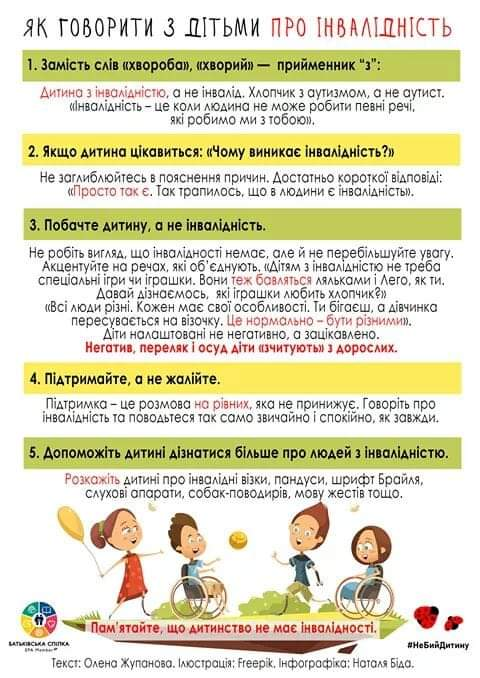 ЯК ГОВОРИТИ З ДІТЬМИ ПРО ІНВАЛІДНІСТЬ
1. Замість слів «хвороба», «хворий» — прийменник "з":
Дитина з інвалідністю, а не інвалід. Хлопчик з аутизмом, а не аутист.
«Інвалідність – це коли людина не може робити певні речі,
які робимо ми з тобою».
2. Якщо дитина цікавиться: «Чому виникає інвалідність?»
Не заглиблюйтесь в пояснення причин. Достатньо короткої відповіді:
«Просто так є. Так трапилось, що в людини є інвалідність».
3. Побачте дитину, а не інвалідність.
Не робіть вигляд, що інвалідності немає, але й не перебільшуйте увагу.
Акцентуйте на речах, які об'єднують. «Дітям з інвалідністю не треба
спеціальні ігри чи іграшки. Вони теж бавляться ляльками і Лего, як ти.
Давай дізнаємось, які іграшки любить хлопчик?»
«Всі люди різні. Кожен має свої особливості. Ти бігаєш, а дівчинка
пересувається на візочку. Це нормально – бути різними».
Діти налаштовані не негативно, а зацікавлено.
Негатив, переляк і осуд діти «зчитують» з дорослих.
4. Підтримайте, а не жалійте.
Підтримка – це розмова на рівних, яка не принижує. Говоріть про
інвалідність та поводьтеся так само звичайно і спокійно, як завжди.
5. Допоможіть дитині дізнатися більше про людей з інвалідністю.
Розкажіть дитині про інвалідні візки, пандуси, шрифт Брайля,
слухові апарати, собак-поводирів, мову жестів тощо.
Пам'ятайте, що дитинство не має інвалідності.
БАТЬКІВСЬКА СПІЛКА
EPA Member
#НеБийДитину
Текст: Олена Жупанова. Ілюстрація: Freepik. Інфографіка: Наталя Біда.